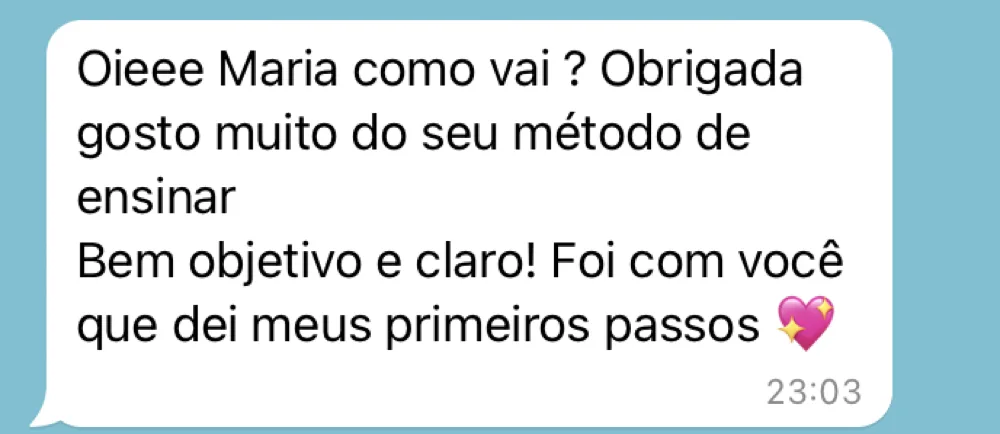 Oieee Maria como vai ? Obrigada
gosto muito do seu método de
ensinar
Bem objetivo e claro! Foi com você
que dei meus primeiros passos 💖
23:03